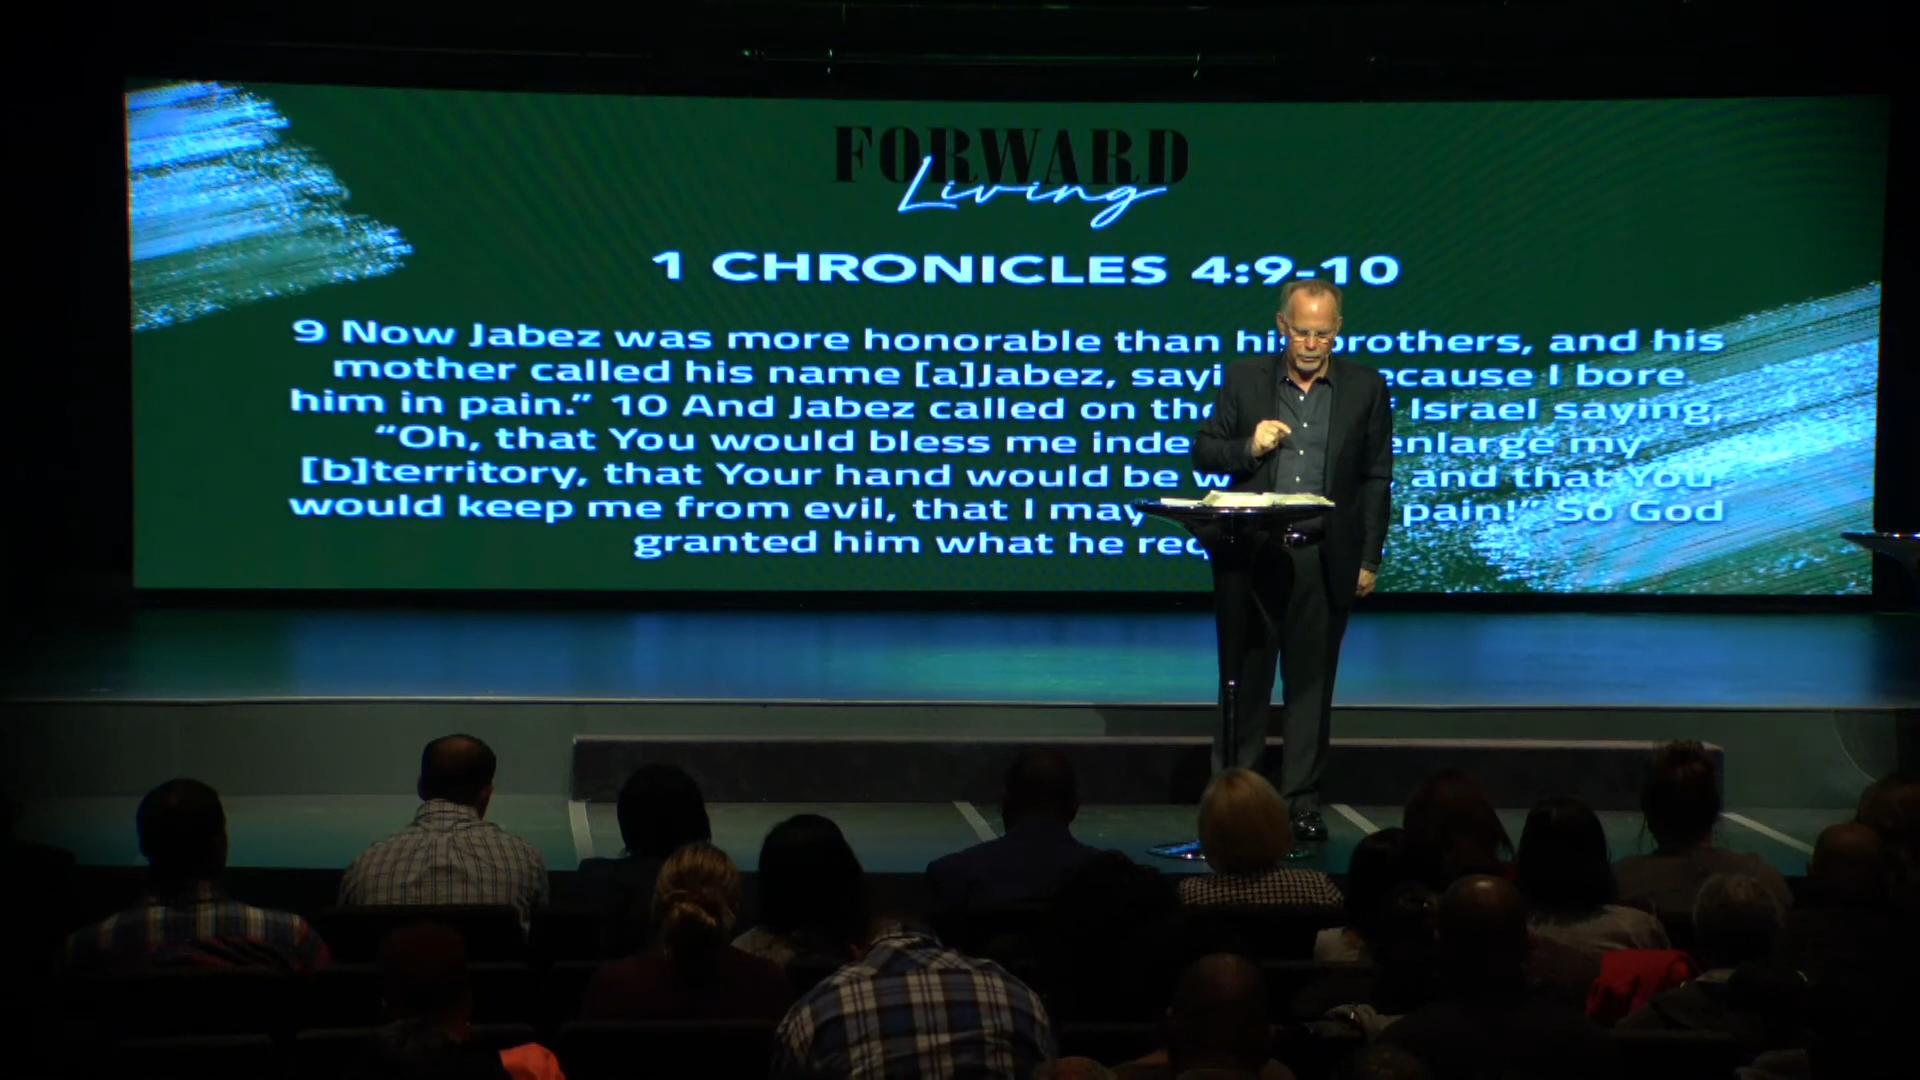 FORWARD
Living
1 CHRONICLES 4:9-10
9 Now Jabez was more honorable than his brothers, and his
mother called his name [a]Jabez, saying ecause I bore
him in pain.” 10 And Jabez called on the Israel saying,
“Oh, that You would bless me indeed enlarge my
[b]territory, that Your hand would be and that You
would keep me from evil, that I may pain!” So God
granted him what he req